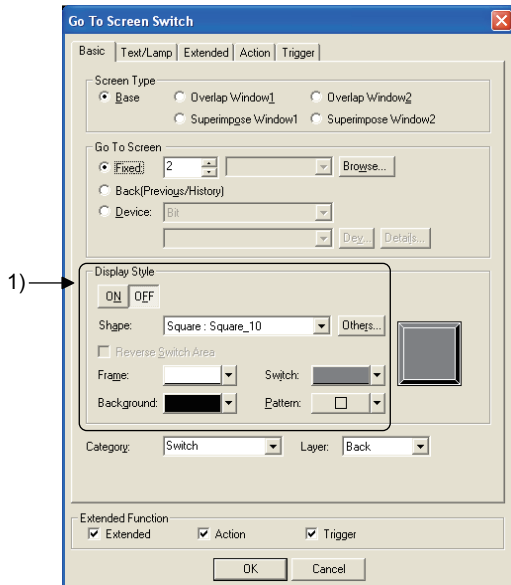 Go To Screen Switch
Basic Text/Lamp Extended Action Trigger
Screen Type
Base Overlap Window1 Overlap Window2
Superimpose Window1 Superimpose Window2
Go To Screen
Fixed: 2 Browse...
Back(Previous/History)
Device: Bit
Dev... Details...
1)
Display Style
ON OFF
Shape: Square : Square_10 Others...
Reverse Switch Area
Frame: Switch:
Background: Pattern:
Category: Switch Layer: Back
Extended Function
Extended Action Trigger
OK Cancel